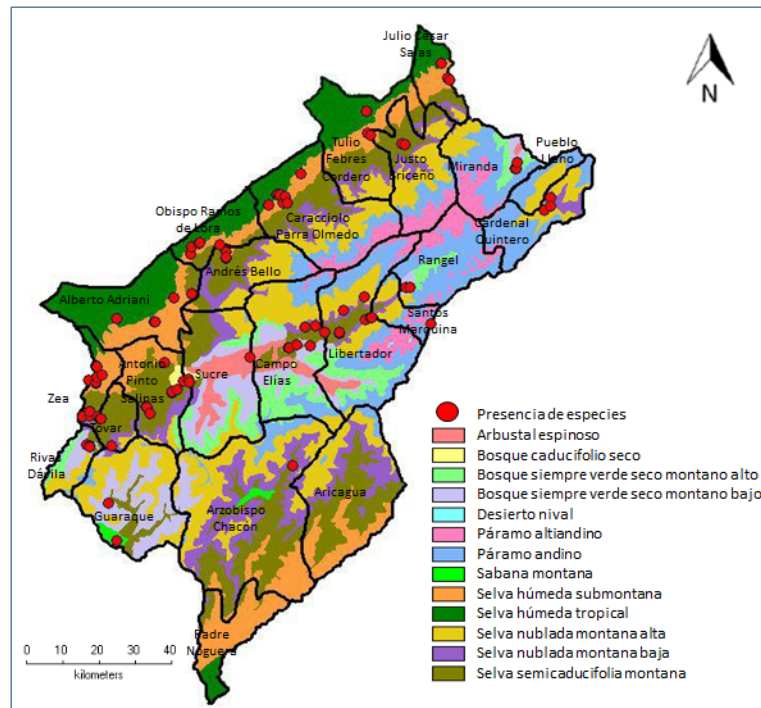 Julio César
Salas
N
Tulio
Febres
Cordero
Justo
Briceño
Miranda
Pueblo
Llano
Obispo Ramos
de Lora
Caracciolo
Parra Olmedo
Cardenal
Quintero
Andrés Bello
Rangel
Alberto Adriani
Santos
Marquina
Antonio
Pinto
Salinas
Sucre
Campo
Elías
Libertador
Zea
Tovar
Rivas
Dávila
Guaraque
Arzobispo
Chacon
Aricagua
Padre
Noguera
0 20 40
kilometers
Presencia de especies
Arbustal espinoso
Bosque caducifolio seco
Bosque siempre verde seco montano alto
Bosque siempre verde seco montano bajo
Desierto nival
Páramo altiandino
Páramo andino
Sabana montana
Selva húmeda submontana
Selva húmeda tropical
Selva nublada montana alta
Selva nublada montana baja
Selva semicaducifolia montana